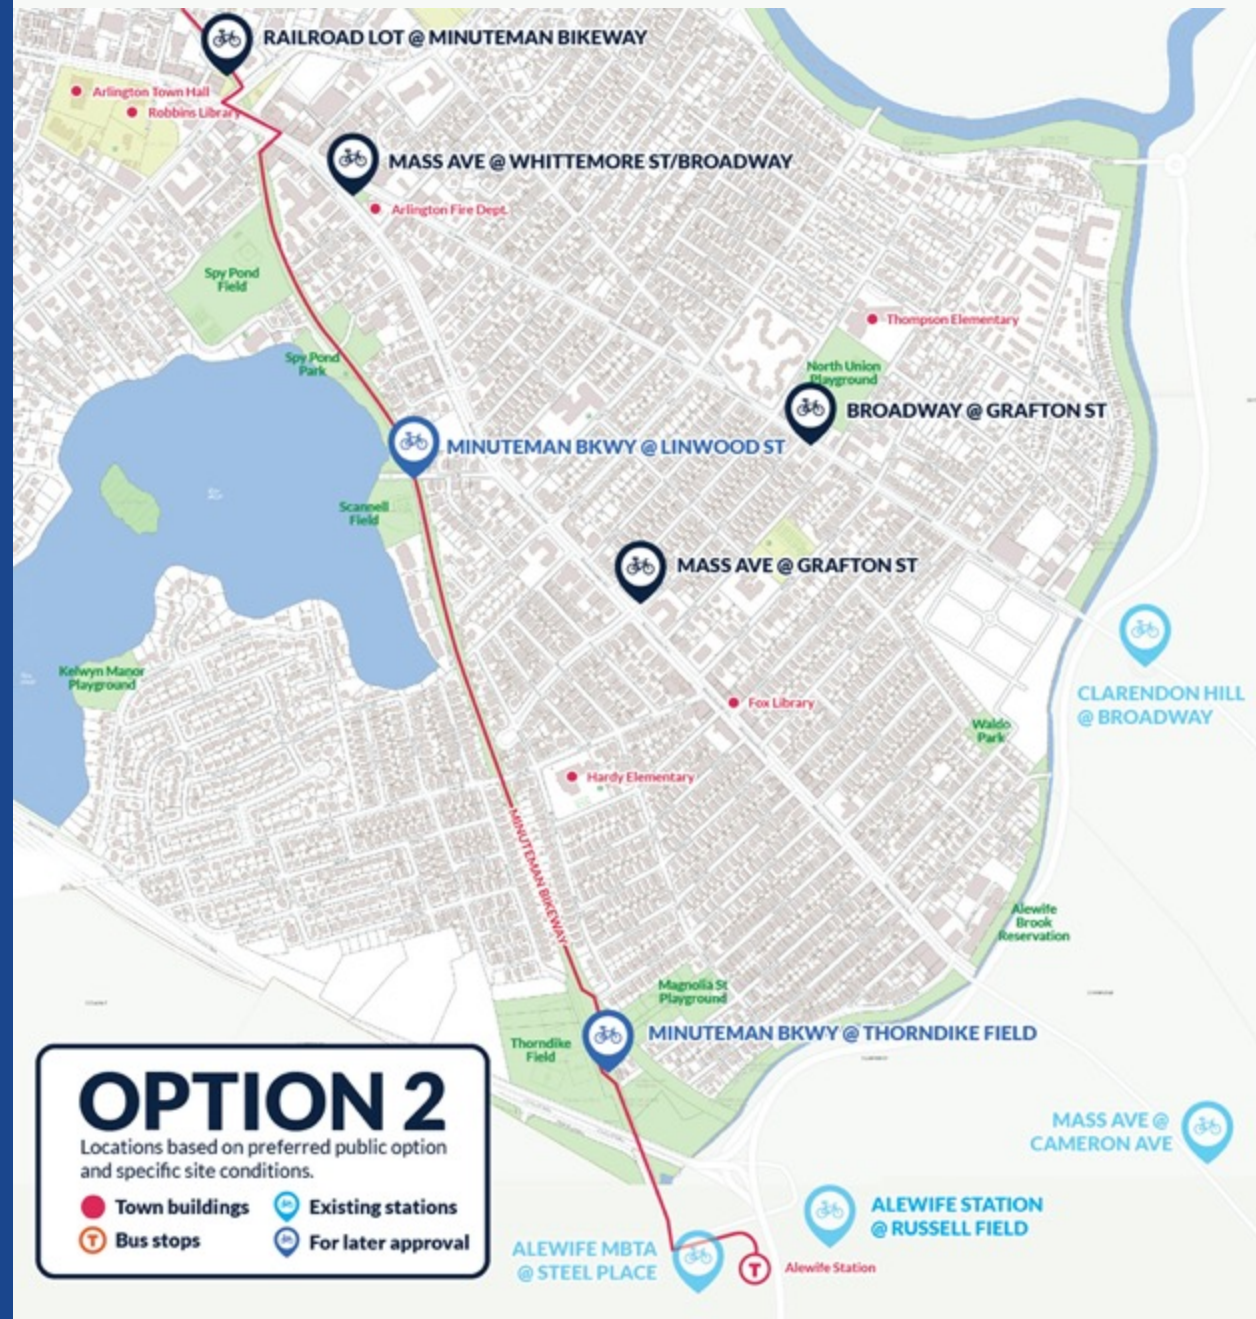 RAILROAD LOT @ MINUTEMAN BIKEWAY
Arlington Town Hall
Robbins Library
MASS AVE @ WHITTEMORE ST/BROADWAY
Arlington Fire Dept.
Spy Pond
Field
Thompson Elementary
Spy Pond
Park
North Union
Playground
BROADWAY @ GRAFTON ST
MINUTEMAN BKWY @ LINWOOD ST
Scannell
Field
MASS AVE @ GRAFTON ST
Kelwyn Manor
Playground
CLARENDON HILL
@ BROADWAY
Fox Library
Waldo
Park
Hardy Elementary
MINUTEMAN BIKEWAY
Alewife
Brook
Reservation
Magnolia St
Playground
Thorndike
Field
MINUTEMAN BKWY @ THORNDIKE FIELD
MASS AVE @
CAMERON AVE
ALEWIFE STATION
@ RUSSELL FIELD
ALEWIFE MBTA
@ STEEL PLACE
T
Alewife Station
OPTION 2
Locations based on preferred public option
and specific site conditions.
Town buildings
Existing stations
T Bus stops
For later approval